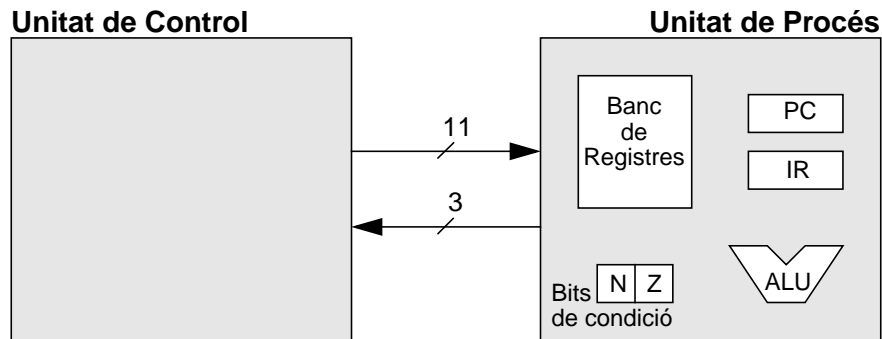 Unitat de Control
Unitat de Procés
11
3
Banc
de
Registres
PC
IR
ALU
Bits
N Z
de condició